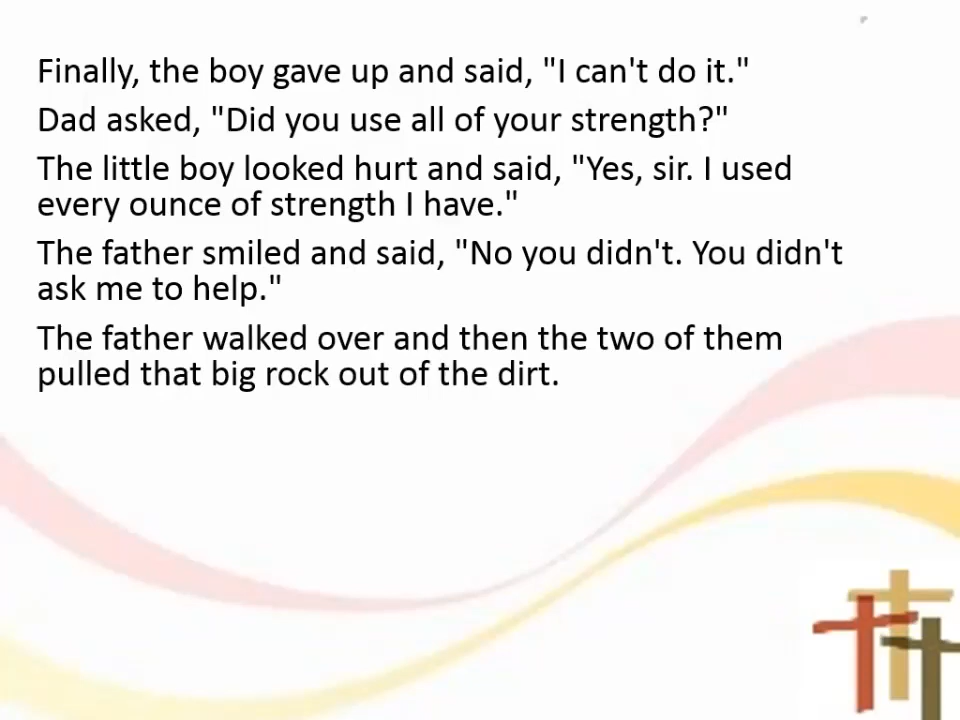 Finally, the boy gave up and said, "I can't do it."
Dad asked, "Did you use all of your strength?"
The little boy looked hurt and said, "Yes, sir. I used
every ounce of strength I have."
The father smiled and said, "No you didn't. You didn't
ask me to help."
The father walked over and then the two of them
pulled that big rock out of the dirt.